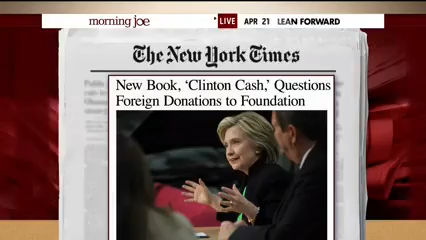 morning joe
LIVE APR 21 LEAN FORWARD
The New York Times
New Book, ‘Clinton Cash,’ Questions
Foreign Donations to Foundation